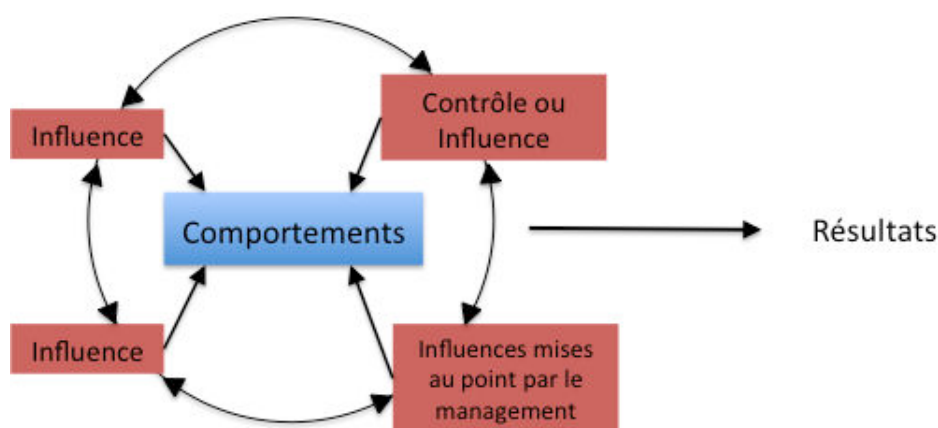 Contrôle ou
Influence
Influence
Comportements
Résultats
Influence
Influences mises
au point par le
management